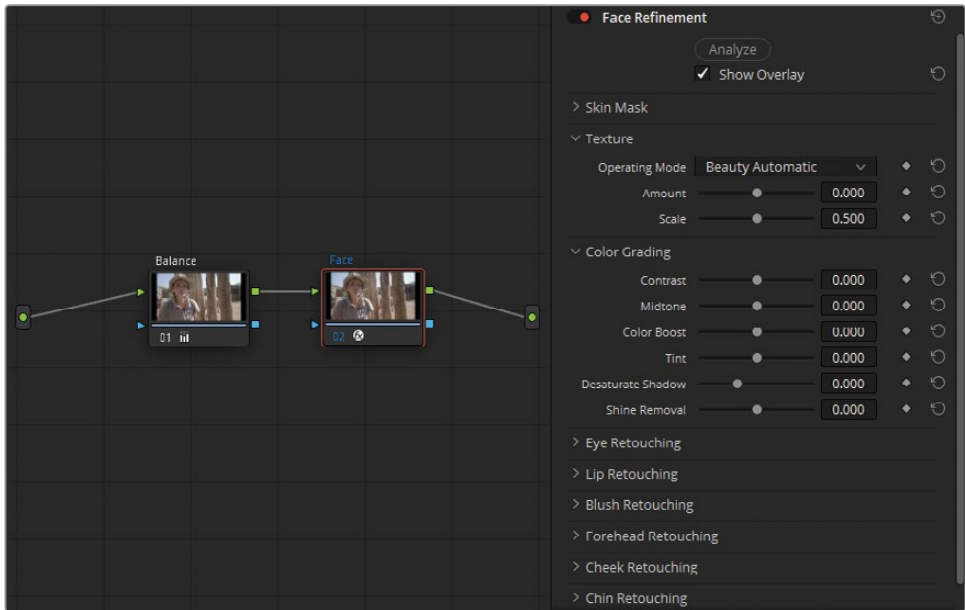 Balance
01
Face
02
Face Refinement
Analyze
Show Overlay
Skin Mask
Texture
Operating Mode Beauty Automatic
Amount 0.000
Scale 0.500
Color Grading
Contrast 0.000
Midtone 0.000
Color Boost 0.000
Tint 0.000
Desaturate Shadow 0.000
Shine Removal 0.000
Eye Retouching
Lip Retouching
Blush Retouching
Forehead Retouching
Cheek Retouching
Chin Retouching